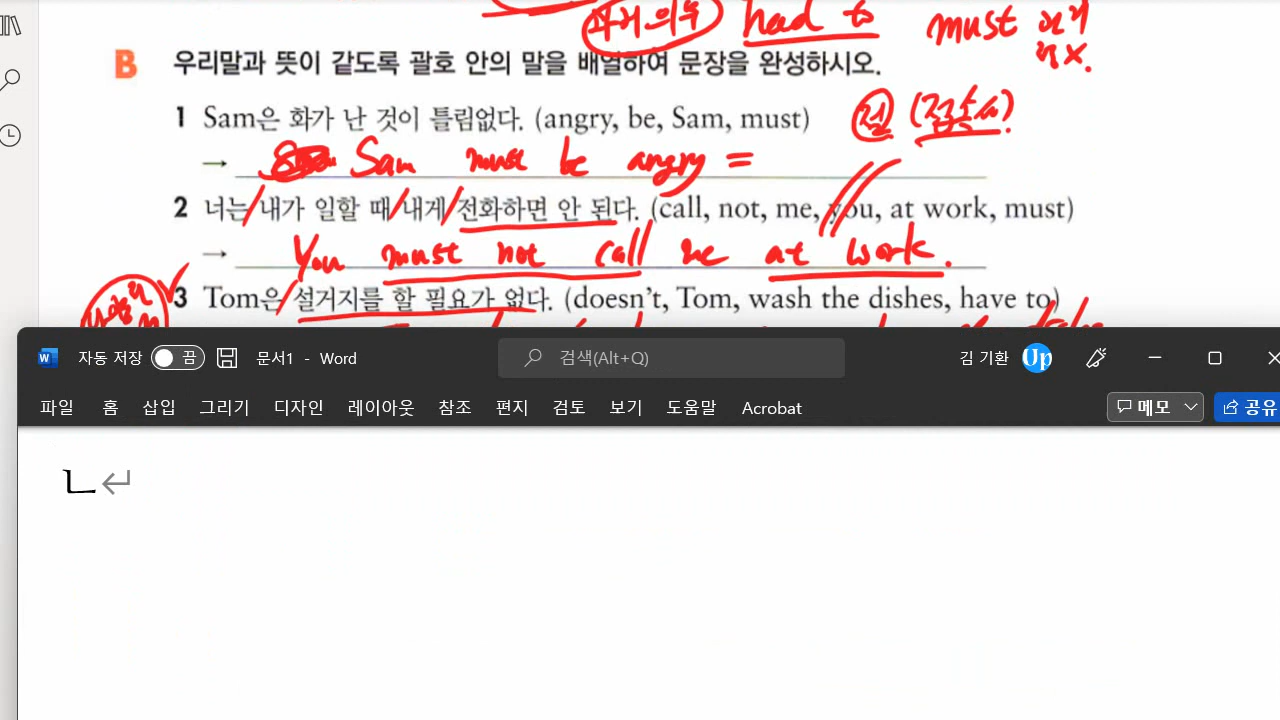 과거 의무 had to must
B 우리말과 뜻이 같도록 괄호 안의 말을 배열하여 문장을 완성하시오.
1 Sam은 화가 난 것이 틀림없다. (angry, be, Sam, must)
→ Sam must be angry =
2 너는/내가 일할 때/내게/전화하면 안 된다. (call, not, me, you, at work, must)
→ You must not call me at work.
3 Tom은/설거지를 할 필요가 없다. (doesn't, Tom, wash the dishes, have to)
자동 저장 끔 문서1 - Word 검색(Alt+Q) 김 기환 Up
파일 홈 삽입 그리기 디자인 레이아웃 참조 편지 검토 보기 도움말 Acrobat 메모 공유
ㄴ